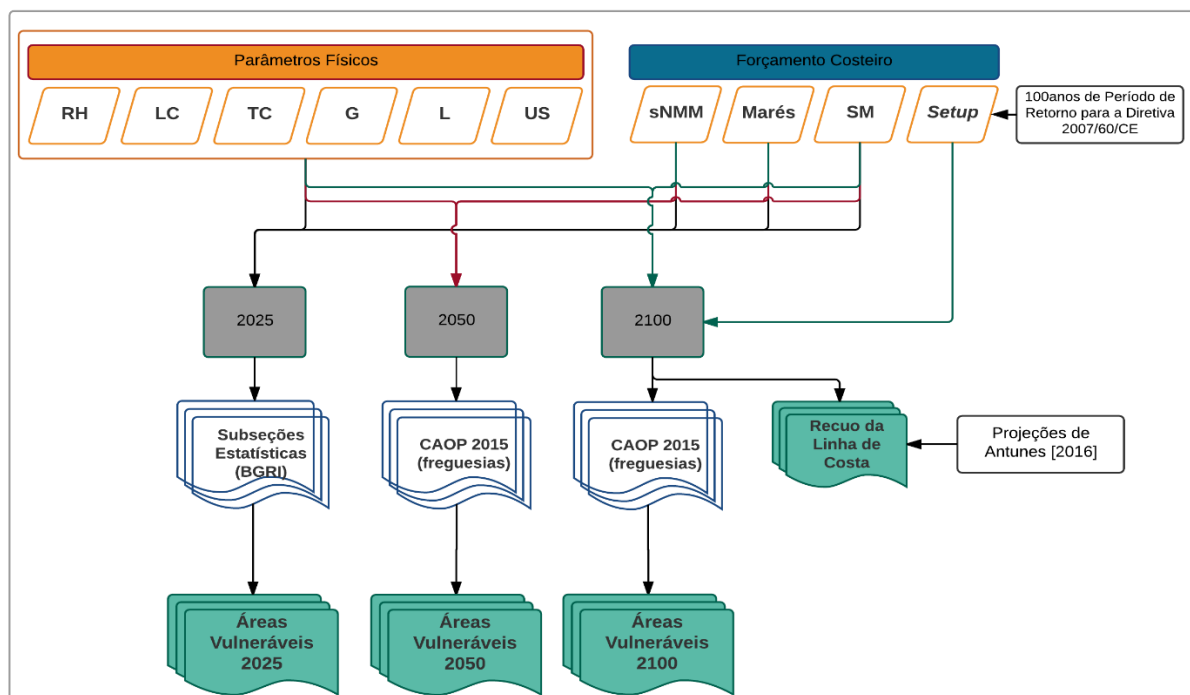 Parâmetros Físicos
Forçamento Costeiro
RH
LC
TC
G
L
US
sNMM
Marés
SM
Setup
100anos de Período de
Retorno para a Diretiva
2007/60/CE
2025
2050
2100
Subseções
Estatísticas
(BGRI)
CAOP 2015
(freguesias)
CAOP 2015
(freguesias)
Recuo da
Linha de
Costa
Projeções de
Antunes [2016]
Áreas
Vulneráveis
2025
Áreas
Vulneráveis
2050
Áreas
Vulneráveis
2100